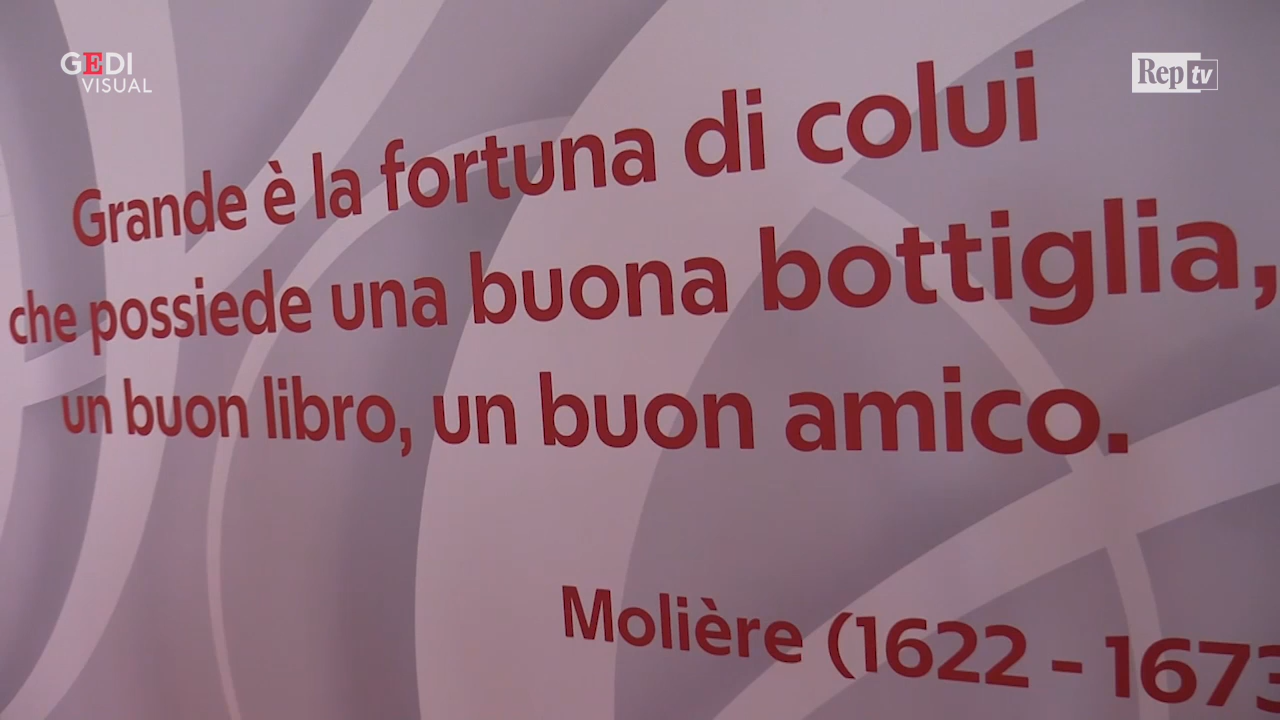 GEDI
VISUAL
Rep tv
Grande è la fortuna di colui
che possiede una buona bottiglia,
un buon libro, un buon amico.
Molière (1622 - 1673